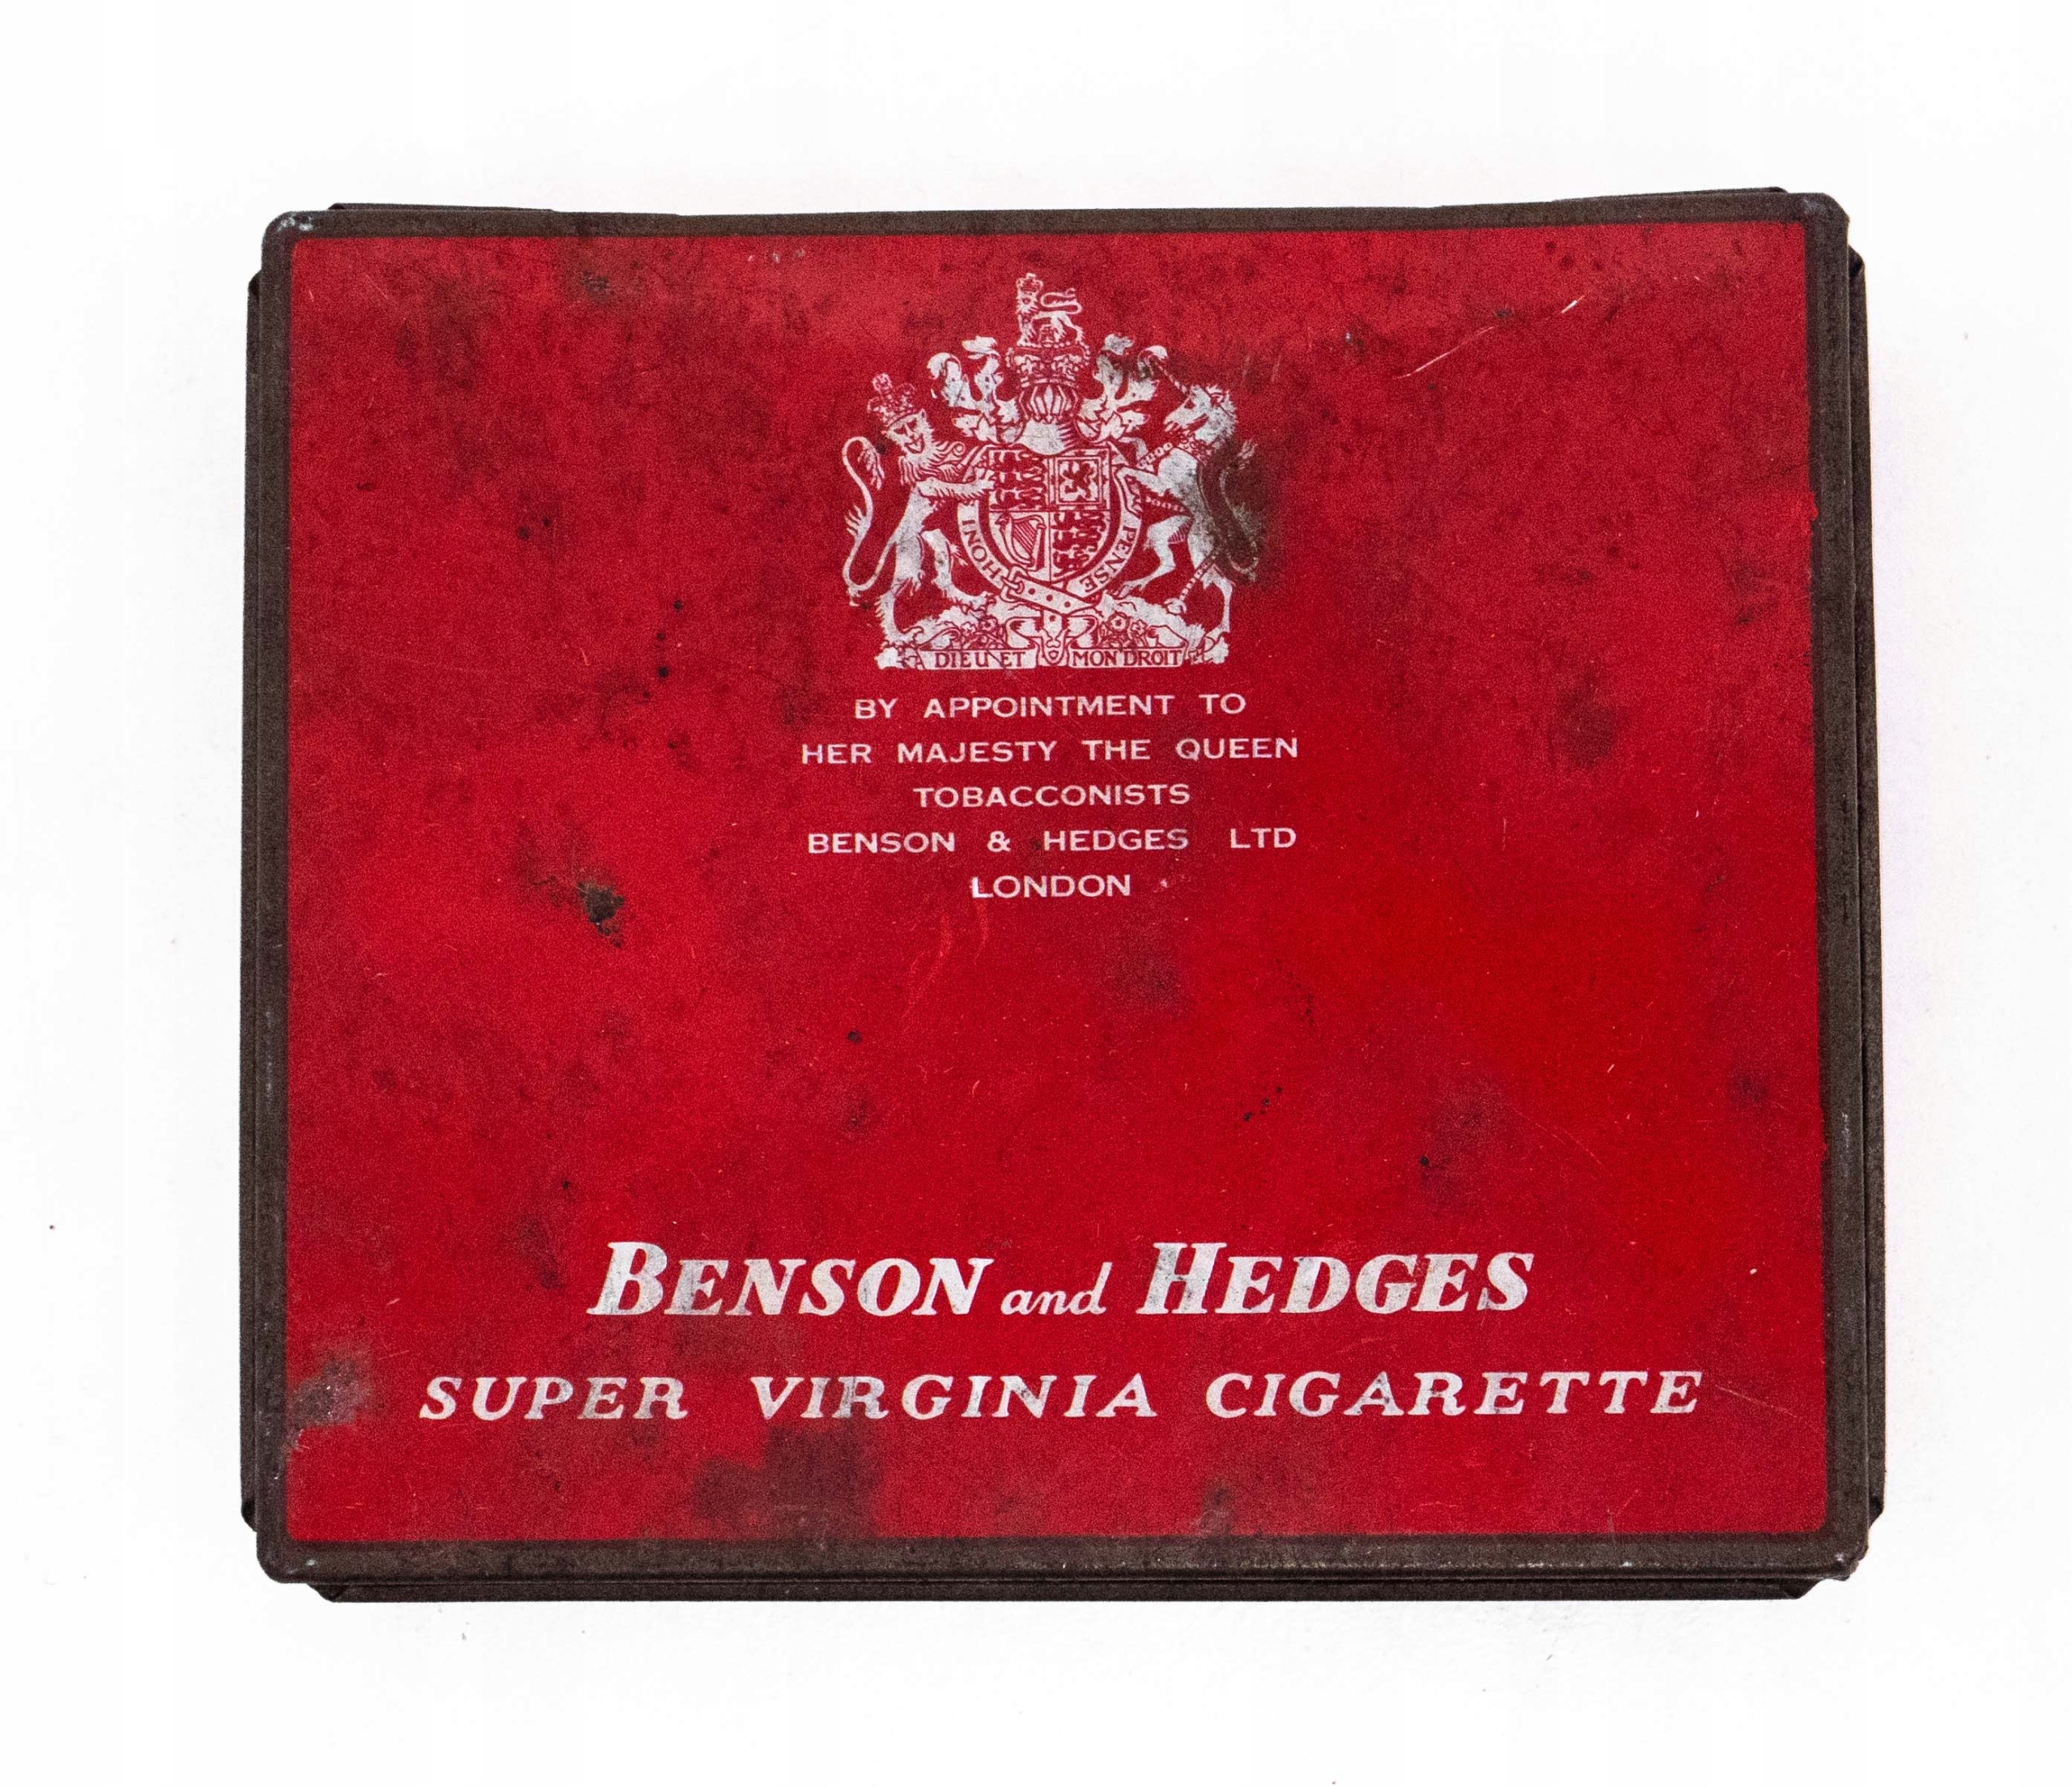 HONI PENSE
DIEU ET MON DROIT
BY APPOINTMENT TO
HER MAJESTY THE QUEEN
TOBACCONISTS
BENSON & HEDGES LTD
LONDON
BENSON and HEDGES
SUPER VIRGINIA CIGARETTE